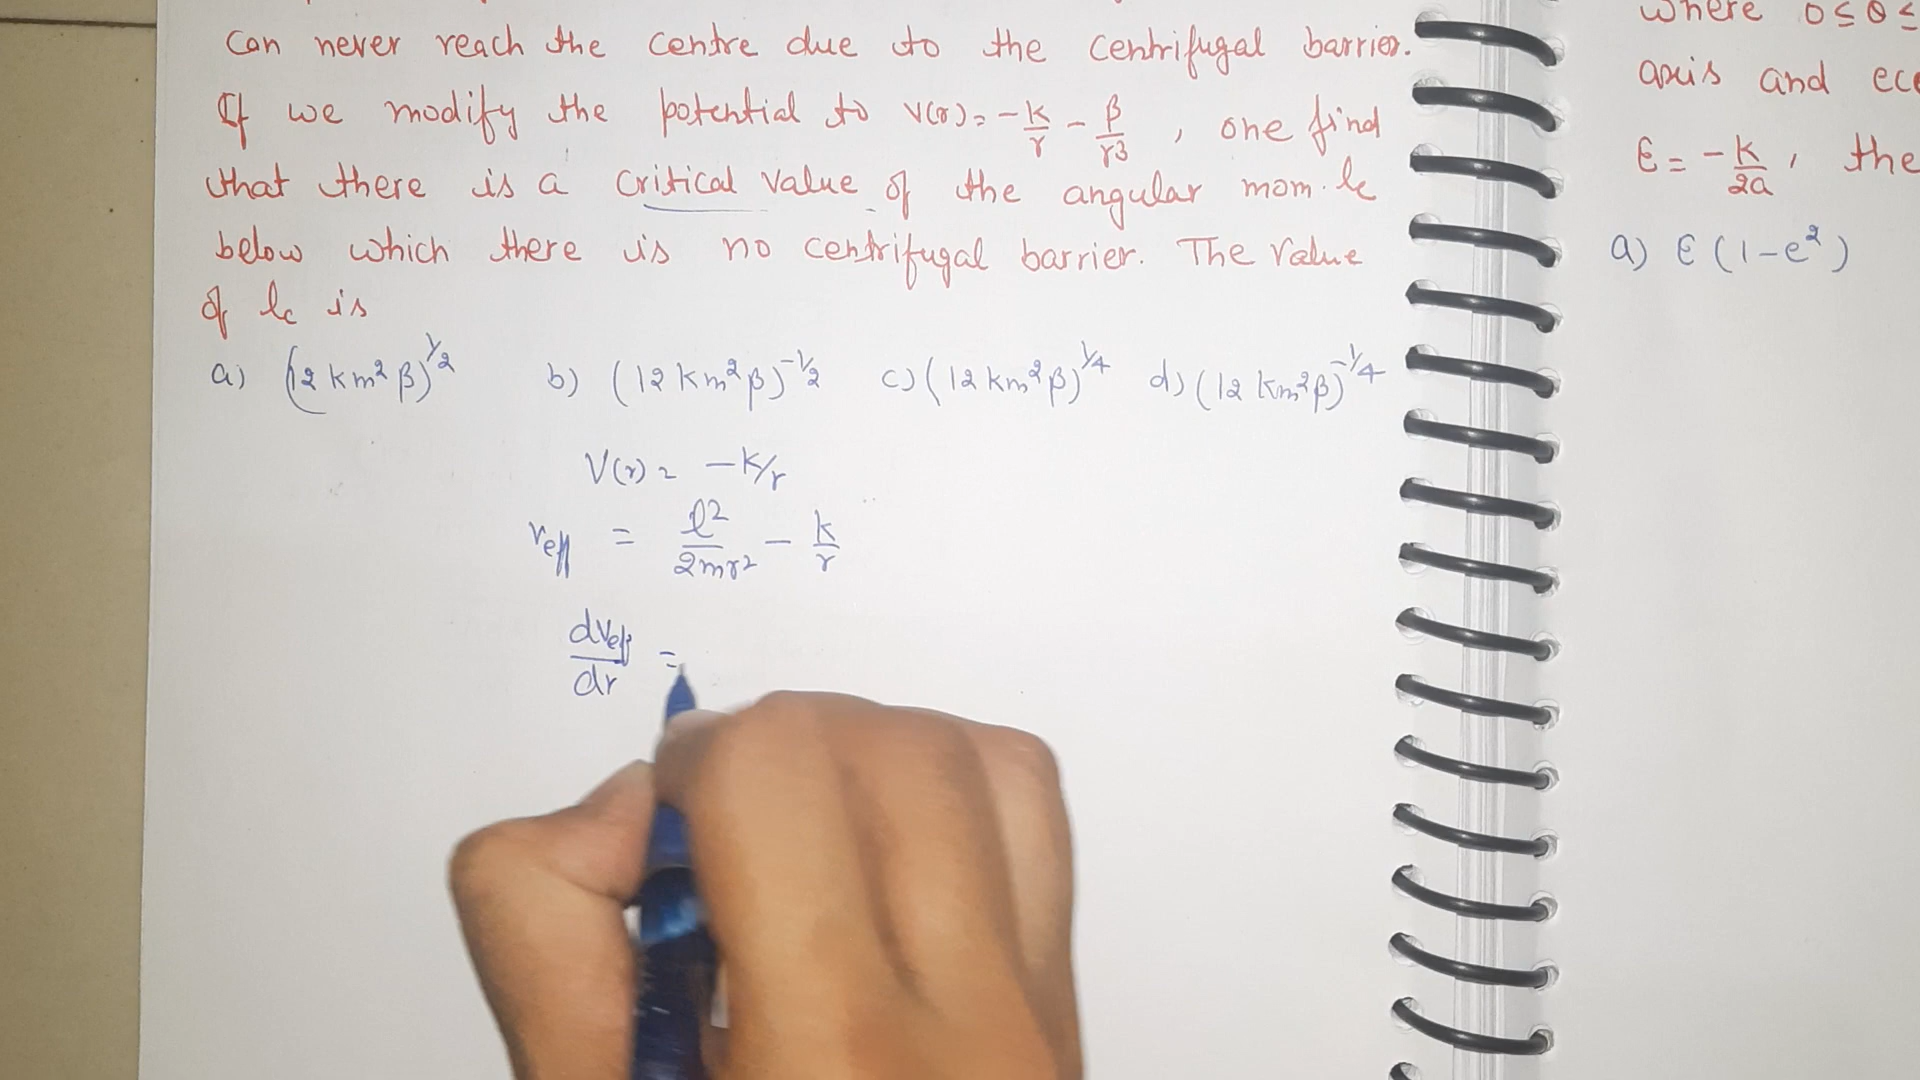 can never reach the centre due to the centrifugal barrier.
If we modify the potential to V(r) = -k/r - β/r3 , one find
that there is a critical value of the angular mom. lc
below which there is no centrifugal barrier. The value
of lc is
a) (12 km² β)^1/2 b) (12 km² β)^-1/2 c) (12 km² β)^1/4 d) (12 km² β)^-1/4
V(r) = -k/r
Veff = l²/2mr² - k/r
dVeff/dr =
where 0 ≤ θ ≤
axis and ecc
E = -k/2a , the
a) E (1-e²)